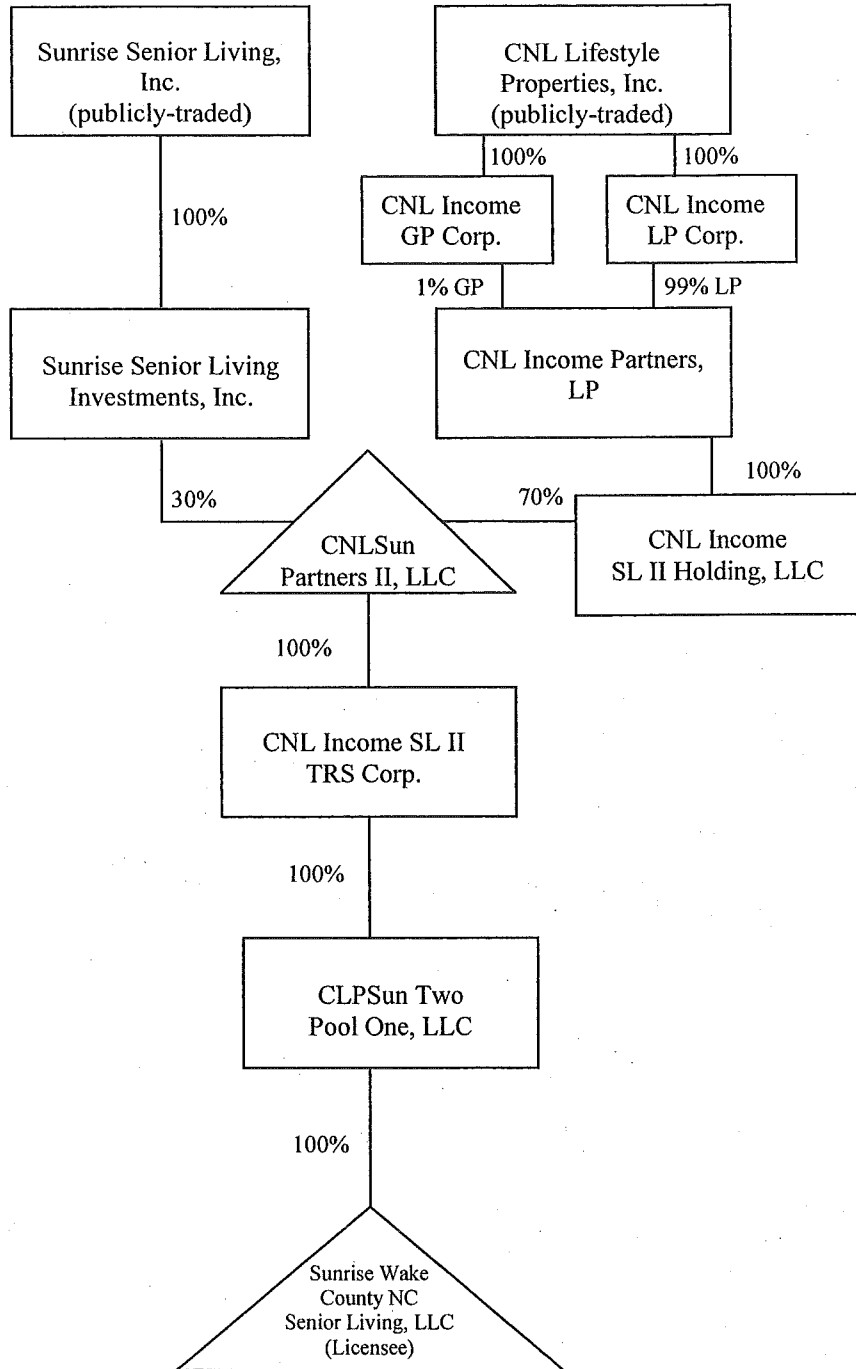 Sunrise Senior Living,
Inc.
(publicly-traded)
CNL Lifestyle
Properties, Inc.
(publicly-traded)
100%
100%
100%
CNL Income
GP Corp.
CNL Income
LP Corp.
1% GP
99% LP
Sunrise Senior Living
Investments, Inc.
CNL Income Partners,
LP
100%
30%
70%
CNLSun
Partners II, LLC
CNL Income
SL II Holding, LLC
100%
CNL Income SL II
TRS Corp.
100%
CLPSun Two
Pool One, LLC
100%
Sunrise Wake
County NC
Senior Living, LLC
(Licensee)